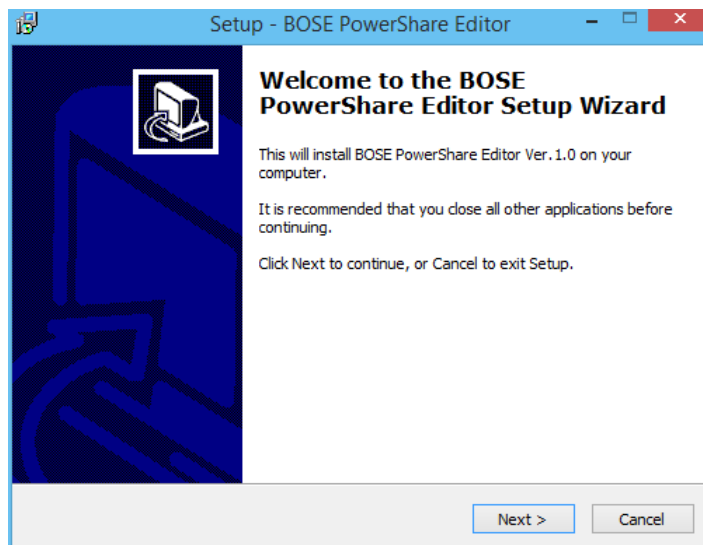 Setup - BOSE PowerShare Editor
Welcome to the BOSE
PowerShare Editor Setup Wizard
This will install BOSE PowerShare Editor Ver.1.0 on your
computer.
It is recommended that you close all other applications before
continuing.
Click Next to continue, or Cancel to exit Setup.
Next >
Cancel